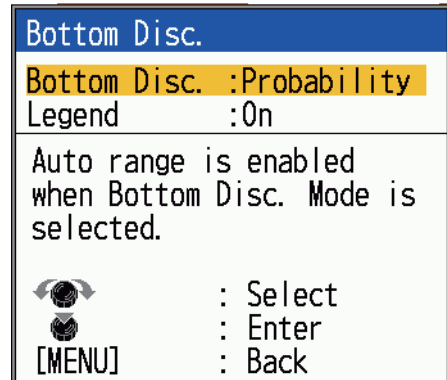 Bottom Disc.
Bottom Disc. :Probability
Legend :On
Auto range is enabled
when Bottom Disc. Mode is
selected.
: Select
: Enter
[MENU] : Back